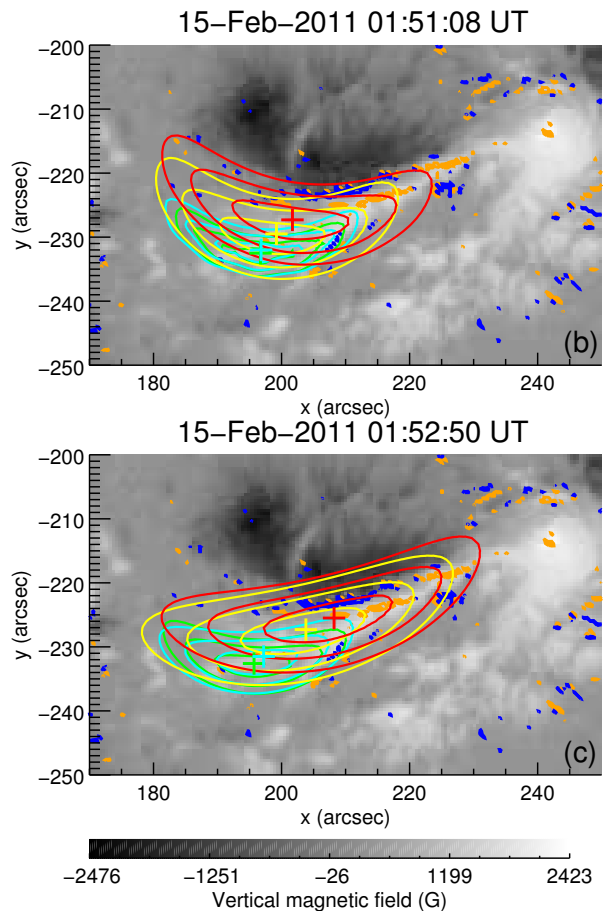 15−Feb−2011 01:51:08 UT
−200
−210
−220
−230
−240
−250
y (arcsec)
(b)
180 200 220 240
x (arcsec)
15−Feb−2011 01:52:50 UT
−200
−210
−220
−230
−240
−250
y (arcsec)
(c)
180 200 220 240
x (arcsec)
−2476 −1251 −26 1199 2423
Vertical magnetic field (G)